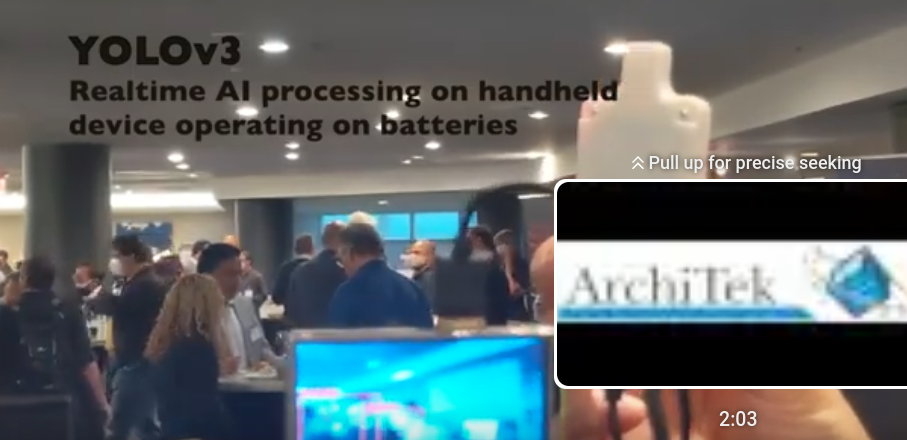 YOLOv3
Realtime AI processing on handheld
device operating on batteries
Pull up for precise seeking
ArchiTek
2:03